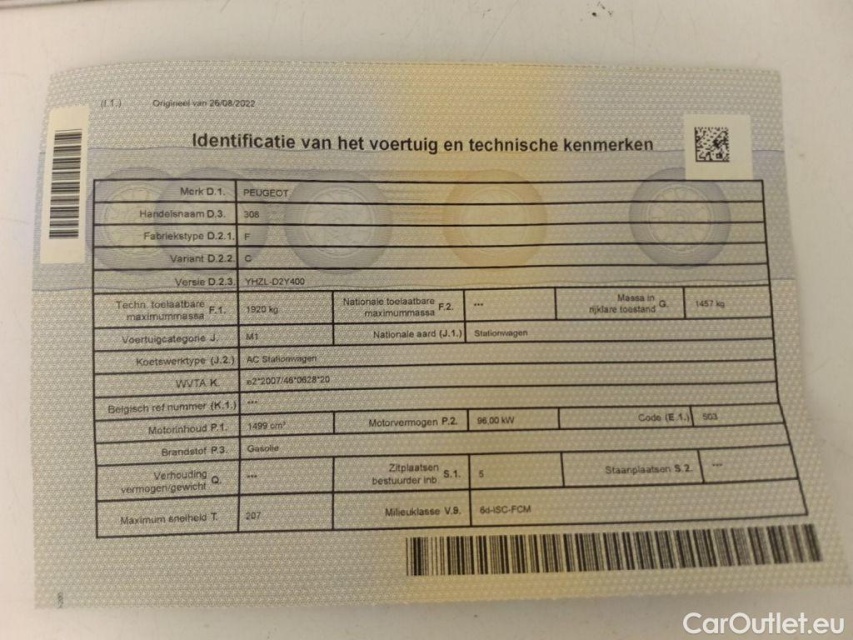 (I.1.) Origineel van 26/08/2022
Identificatie van het voertuig en technische kenmerken
Merk D.1. PEUGEOT
Handelsnaam D.3. 308
Fabriekstype D.2.1. F
Variant D.2.2. C
Versie D.2.3. YHZL-D2Y400
Techn. toelaatbare maximummassa F.1. 1920 kg Nationale toelaatbare maximummassa F.2. --- Massa in rijklare toestand G. 1457 kg
Voertuigcategorie J. M1 Nationale aard (J.1.) Stationwagen
Koetswerktype (J.2.) AC Stationwagen
WVTA K. e2*2007/46*0628*20
Belgisch ref nummer (K.1.) ---
Motorinhoud P.1. 1499 cm³ Motorvermogen P.2. 96,00 kW Code (E.1.) 503
Brandstof P.3. Gasolie
Verhouding vermogen/gewicht Q. --- Zitplaatsen bestuurder inb. S.1. 5 Staanplaatsen S.2. ---
Maximum snelheid T. 207 Milieuklasse V.9. 6d-ISC-FCM
CarOutlet.eu